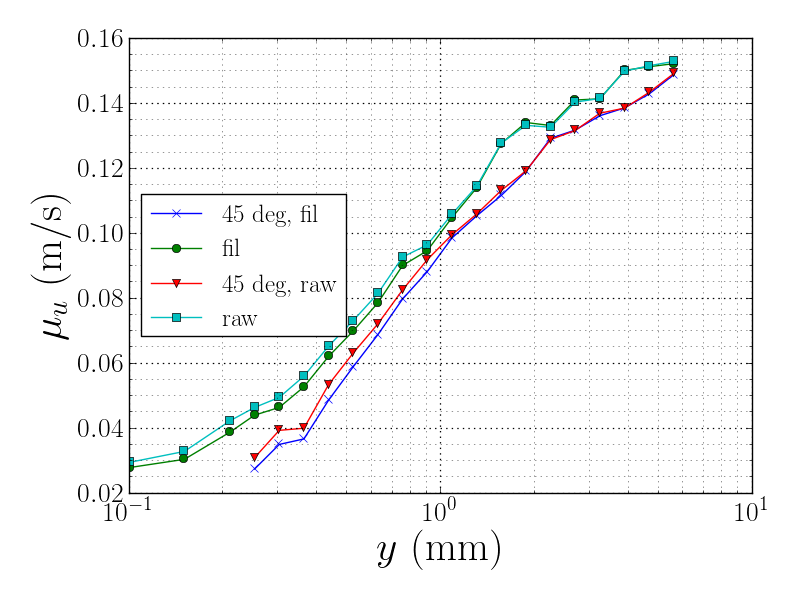 0.16
0.14
0.12
0.10
0.08
0.06
0.04
0.02
μ_u (m/s)
45 deg, fil
fil
45 deg, raw
raw
10⁻¹
10⁰
10¹
y (mm)